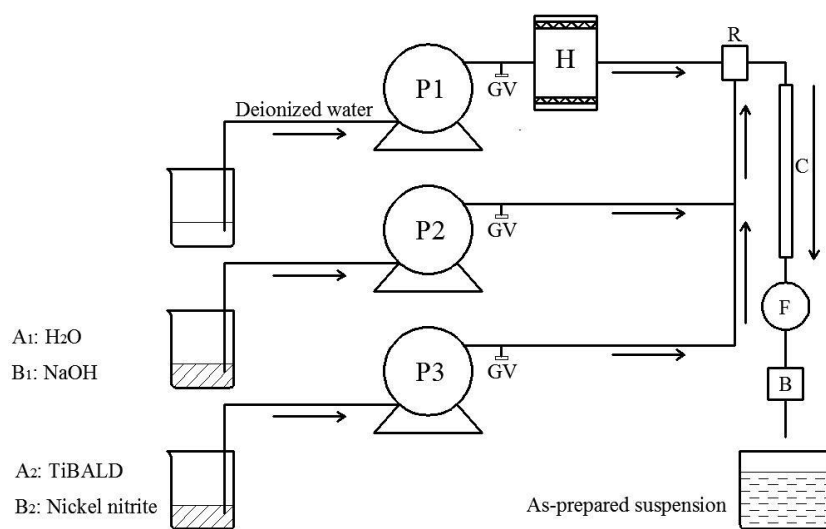 R
P1
H
GV
Deionized water
C
P2
GV
F
A1: H2O
B1: NaOH
P3
GV
B
A2: TiBALD
B2: Nickel nitrite
As-prepared suspension